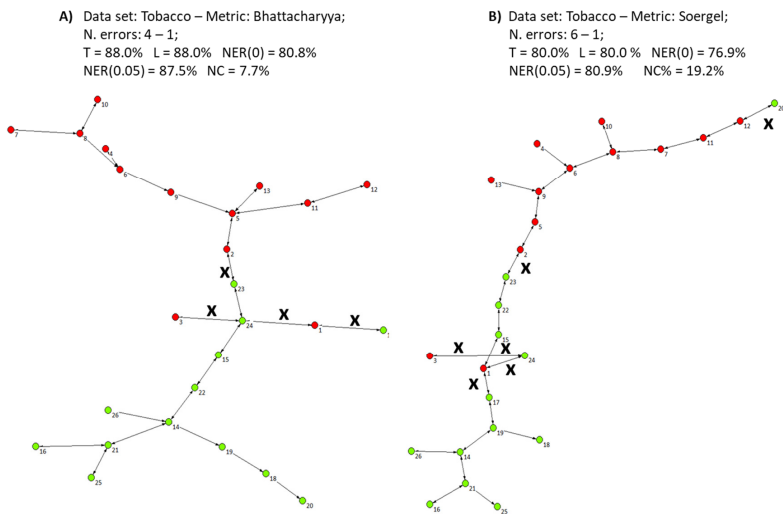 A) Data set: Tobacco – Metric: Bhattacharyya;
N. errors: 4 – 1;
T = 88.0% L = 88.0% NER(0) = 80.8%
NER(0.05) = 87.5% NC = 7.7%
10
7
8
4
6
9
13
12
11
5
2
X
23
X
X
X
3
24
1
15
22
26
14
16
21
19
25
18
20
B) Data set: Tobacco – Metric: Soergel;
N. errors: 6 – 1;
T = 80.0% L = 80.0 % NER(0) = 76.9%
NER(0.05) = 80.9% NC% = 19.2%
X
10
12
11
4
8
7
6
13
9
5
2
X
23
22
15
X
X
3
24
1
X
X
17
19
18
26
14
21
16
25